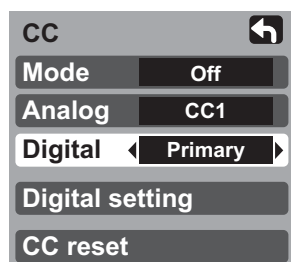 CC
Mode Off
Analog CC1
Digital Primary
Digital setting
CC reset